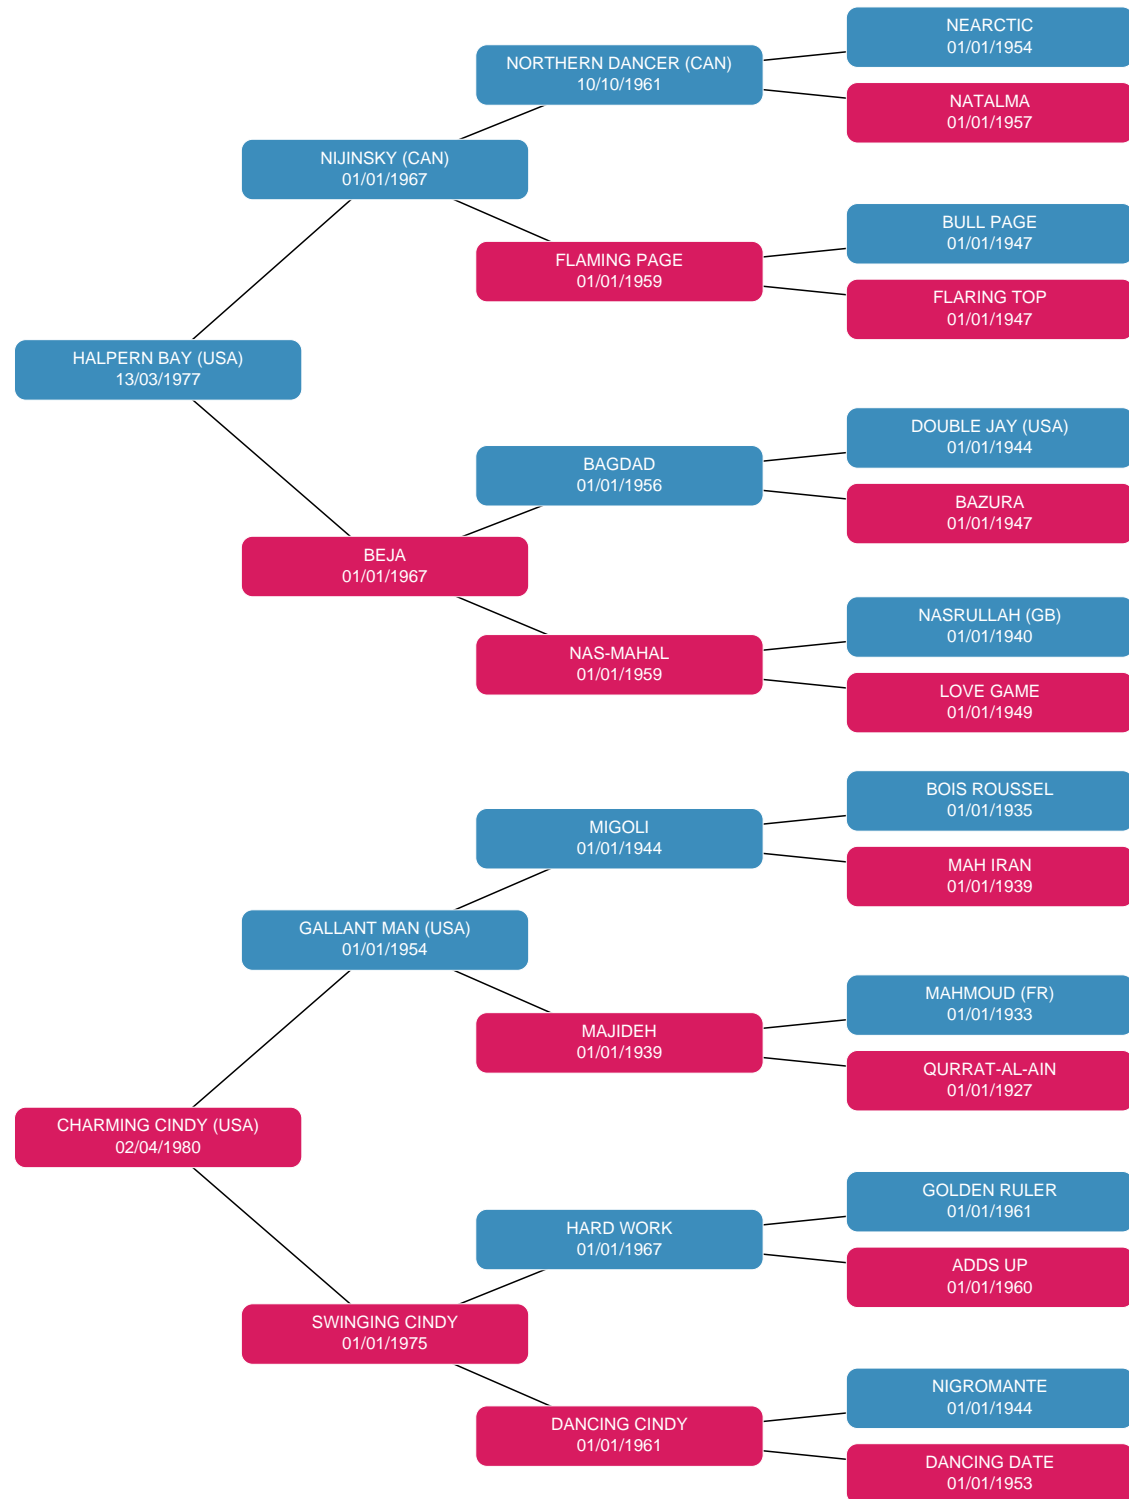 NEARCTIC
01/01/1954
NORTHERN DANCER (CAN)
10/10/1961
NATALMA
01/01/1957
NIJINSKY (CAN)
01/01/1967
BULL PAGE
01/01/1947
FLAMING PAGE
01/01/1959
FLARING TOP
01/01/1947
HALPERN BAY (USA)
13/03/1977
DOUBLE JAY (USA)
01/01/1944
BAGDAD
01/01/1956
BAZURA
01/01/1947
BEJA
01/01/1967
NASRULLAH (GB)
01/01/1940
NAS-MAHAL
01/01/1959
LOVE GAME
01/01/1949
BOIS ROUSSEL
01/01/1935
MIGOLI
01/01/1944
MAH IRAN
01/01/1939
GALLANT MAN (USA)
01/01/1954
MAHMOUD (FR)
01/01/1933
MAJIDEH
01/01/1939
QURRAT-AL-AIN
01/01/1927
CHARMING CINDY (USA)
02/04/1980
GOLDEN RULER
01/01/1961
HARD WORK
01/01/1967
ADDS UP
01/01/1960
SWINGING CINDY
01/01/1975
NIGROMANTE
01/01/1944
DANCING CINDY
01/01/1961
DANCING DATE
01/01/1953